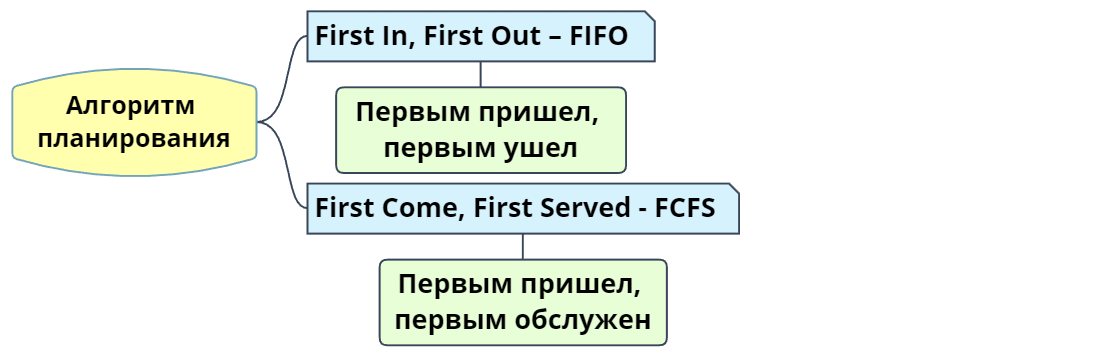 Алгоритм
планирования
First In, First Out – FIFO
Первым пришел,
первым ушел
First Come, First Served - FCFS
Первым пришел,
первым обслужен